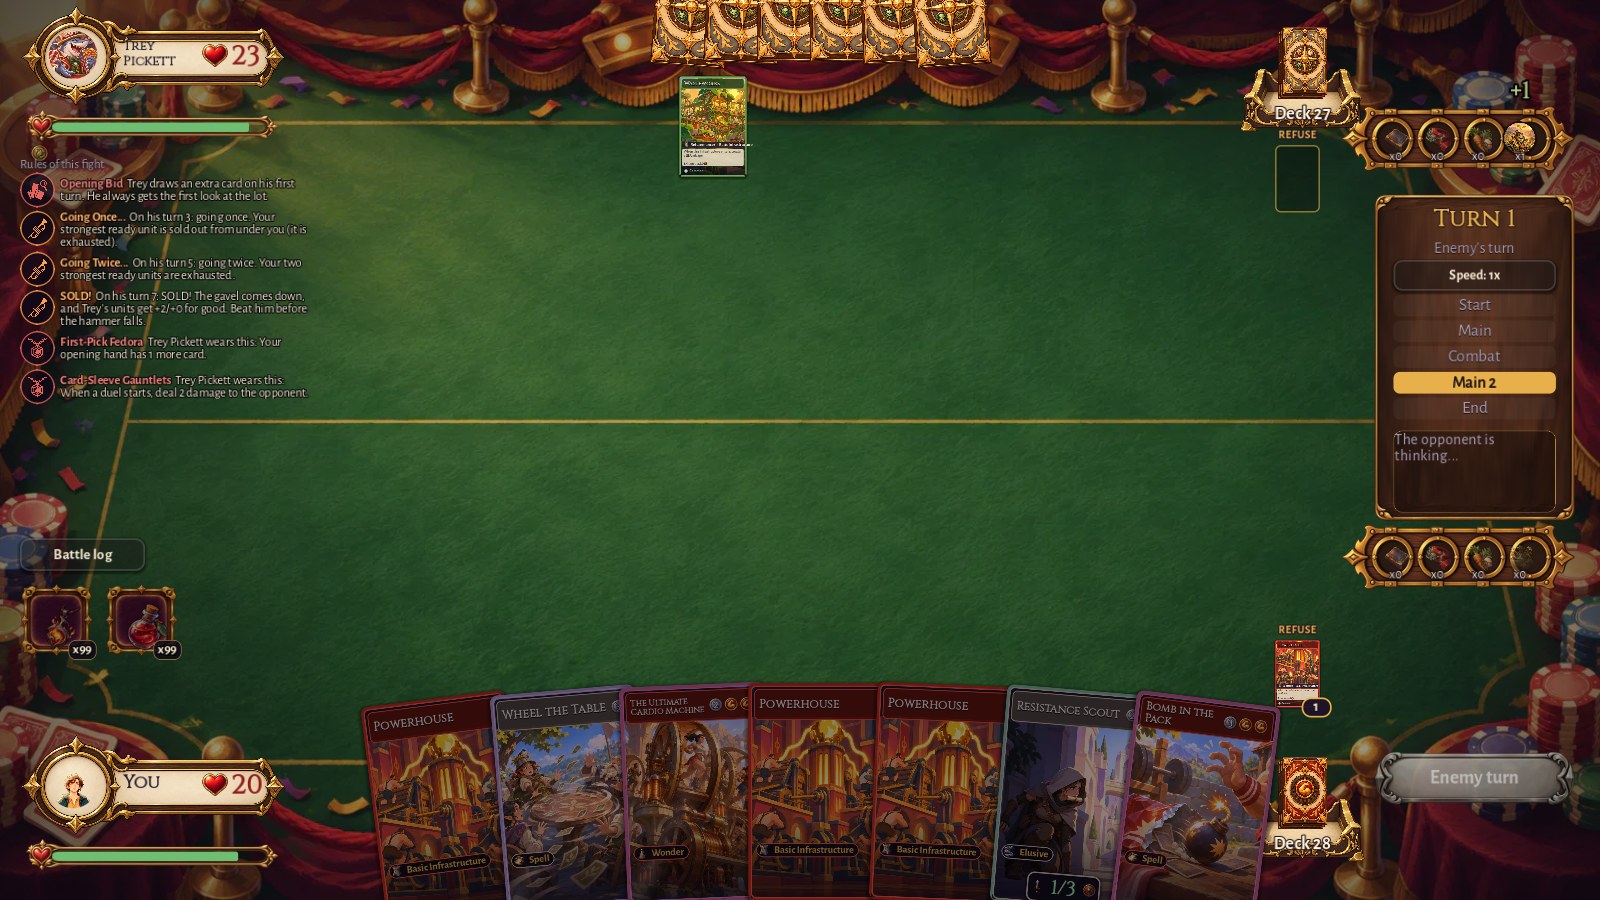 TREY
PICKETT
23
Rules of this fight
Opening Bid Trey draws an extra card on his first
turn. He always gets the first look at the lot.
Going Once... On his turn 3: going once. Your
strongest ready unit is sold out from under you (it is
exhausted).
Going Twice... On his turn 5: going twice. Your two
strongest ready units are exhausted.
SOLD! On his turn 7: SOLD! The gavel comes down,
and Trey's units get +2/+0 for good. Beat him before
the hammer falls.
First-Pick Fedora Trey Pickett wears this. Your
opening hand has 1 more card.
Card-Sleeve Gauntlets Trey Pickett wears this.
When a duel starts, deal 2 damage to the opponent.
Deck 27
REFUSE
+1
x0
x0
x0
x1
TURN 1
Enemy's turn
Speed: 1x
Start
Main
Combat
Main 2
End
The opponent is
thinking...
x0
x0
x0
x0
Battle log
x99
x99
REFUSE
1
YOU
20
POWERHOUSE
Basic Infrastructure
WHEEL THE TABLE
Spell
THE ULTIMATE
CARDIO MACHINE
Wonder
POWERHOUSE
Basic Infrastructure
POWERHOUSE
Basic Infrastructure
RESISTANCE SCOUT
Elusive
1/3
BOMB IN THE
PACK
Spell
Deck 28
Enemy turn